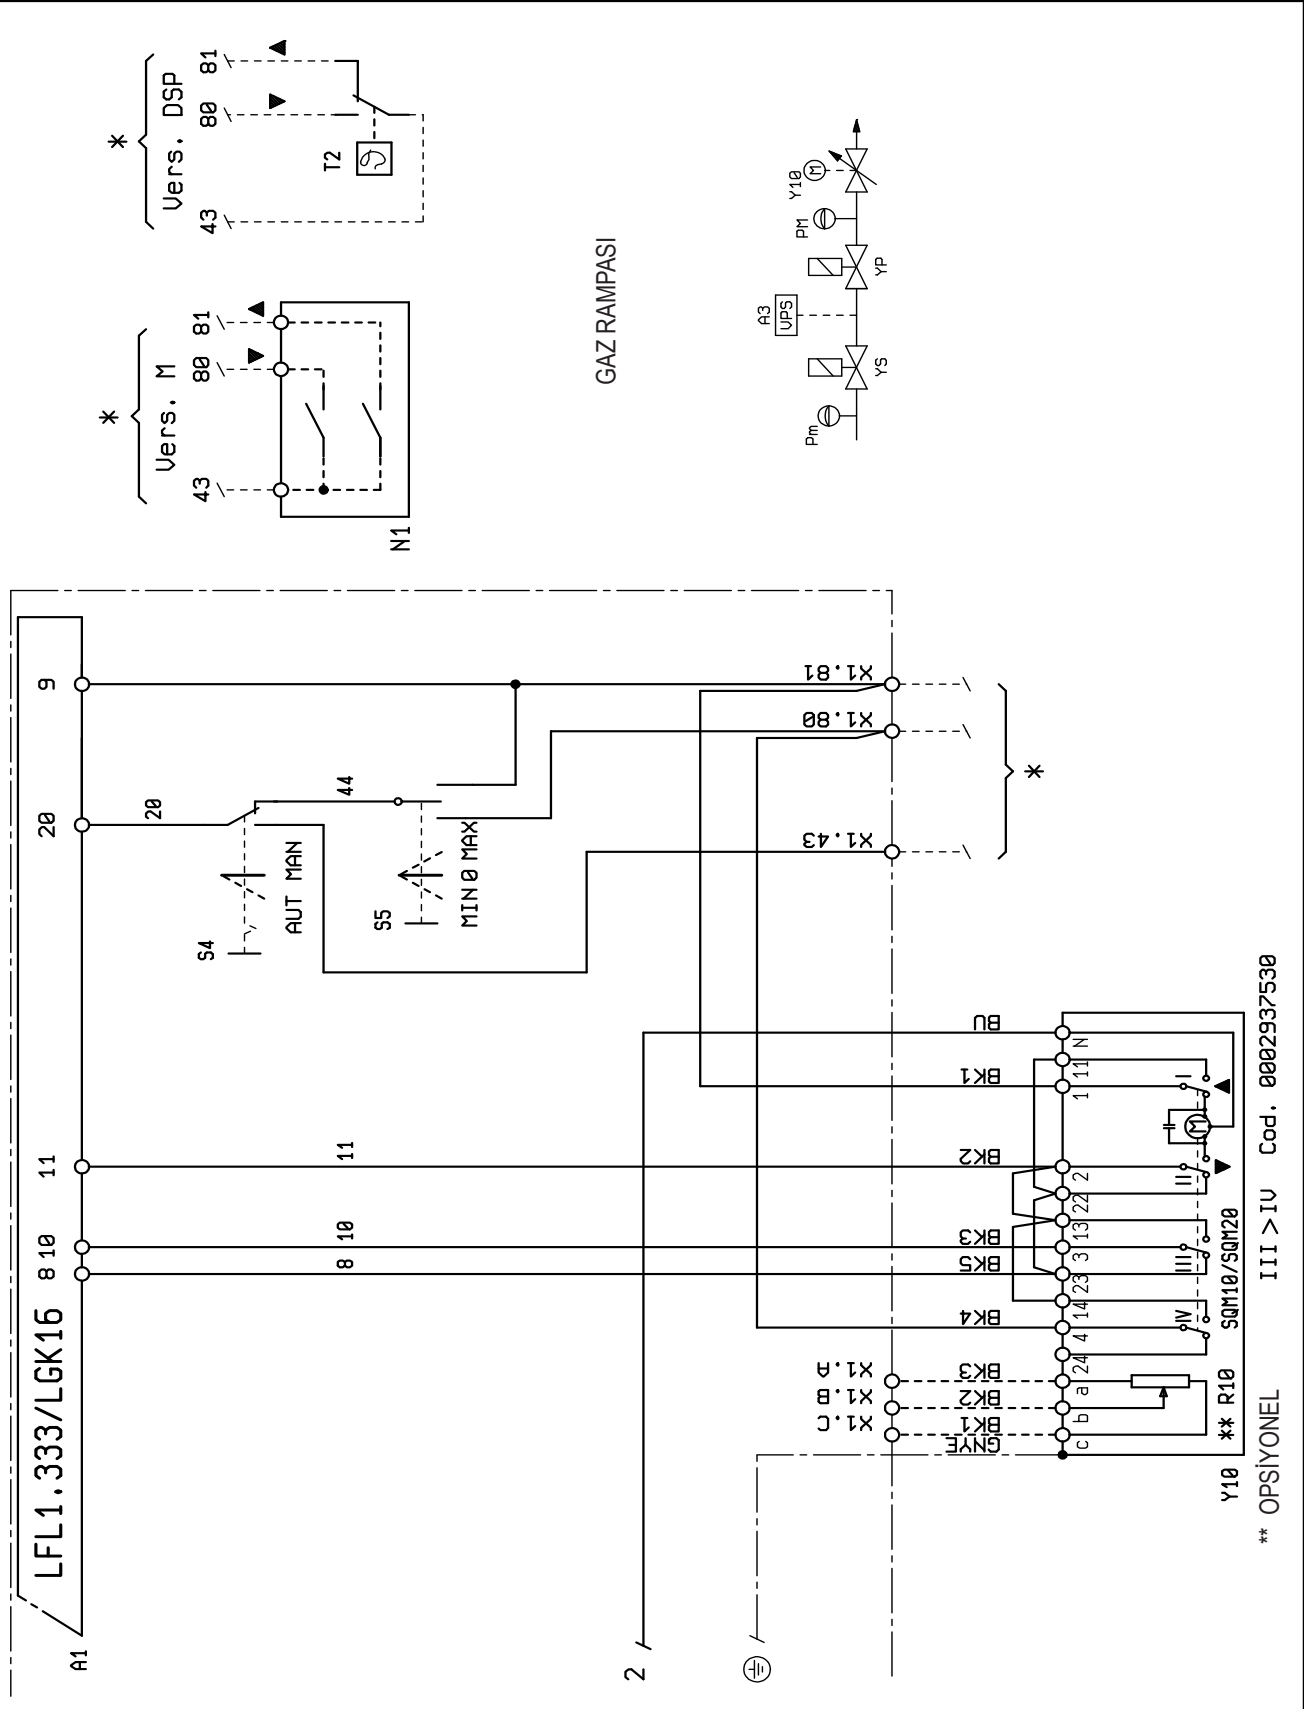 A1
LFL1.333/LGK16
8
10
11
20
9
8
10
11
20
44
S4
AUT MAN
S5
MIN 0 MAX
X1.C
X1.B
X1.A
X1.43
X1.80
X1.81
*
2
GNYE
BK1
BK2
BK3
BK4
BK5
BK3
BK2
BK1
BU
c
b
a
24
4
14
23
3
13
22
2
1
11
N
IV
III
II
I
M
Y10
** R10
SQM10/SQM20
** OPSİYONEL
III > IV
Cod. 0002937530
*
Vers. M
43
80
81
N1
*
Vers. DSP
43
80
81
T2
GAZ RAMPASI
Pm
YS
A3
VPS
YP
PM
Y10
M